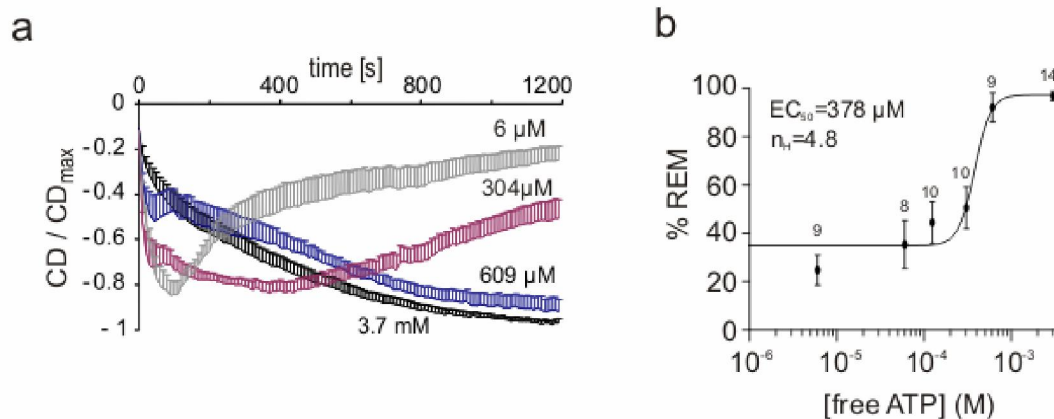 a
time [s]
0 400 800 1200
0
-0.2
-0.4
-0.6
-0.8
- 1
CD / CDmax
6 µM
304µM
609 µM
3.7 mM
b
100
80
60
40
20
0
% REM
EC50=378 µM
nH=4.8
9
8
10
10
9
14
10-6 10-5 10-4 10-3
[free ATP] (M)